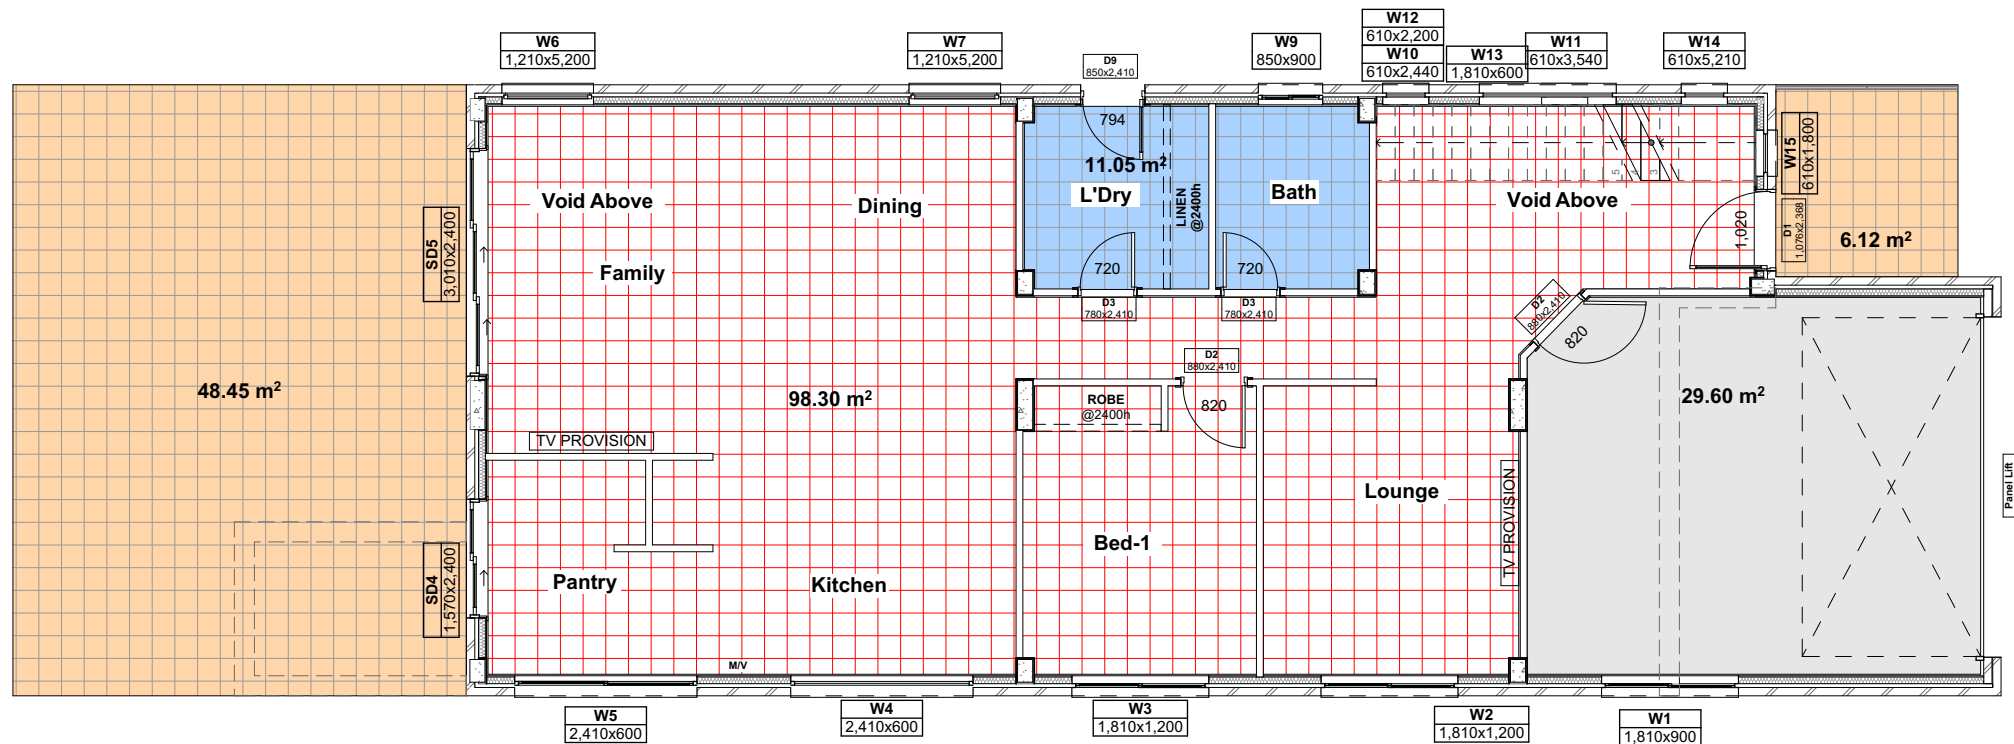 W12
610x2,200
W6
1,210x5,200
W7
1,210x5,200
D9
850x2,410
W9
850x900
W10
610x2,440
W13
1,810x600
W11
610x3,540
W14
610x5,210
794
11.05 m²
L'Dry
LINEN
@2400h
Bath
Void Above
Dining
Family
Void Above
5
4
3
W15
610x1,800
D1
1,076x2,368
1,020
6.12 m²
SD5
3,010x2,400
720
720
D3
780x2,410
D3
780x2,410
D2
880x2,410
820
D2
880x2,410
820
48.45 m²
98.30 m²
ROBE
@2400h
29.60 m²
TV PROVISION
Lounge
TV PROVISION
Panel Lift
Bed-1
SD4
1,570x2,400
Pantry
Kitchen
M/V
W5
2,410x600
W4
2,410x600
W3
1,810x1,200
W2
1,810x1,200
W1
1,810x900